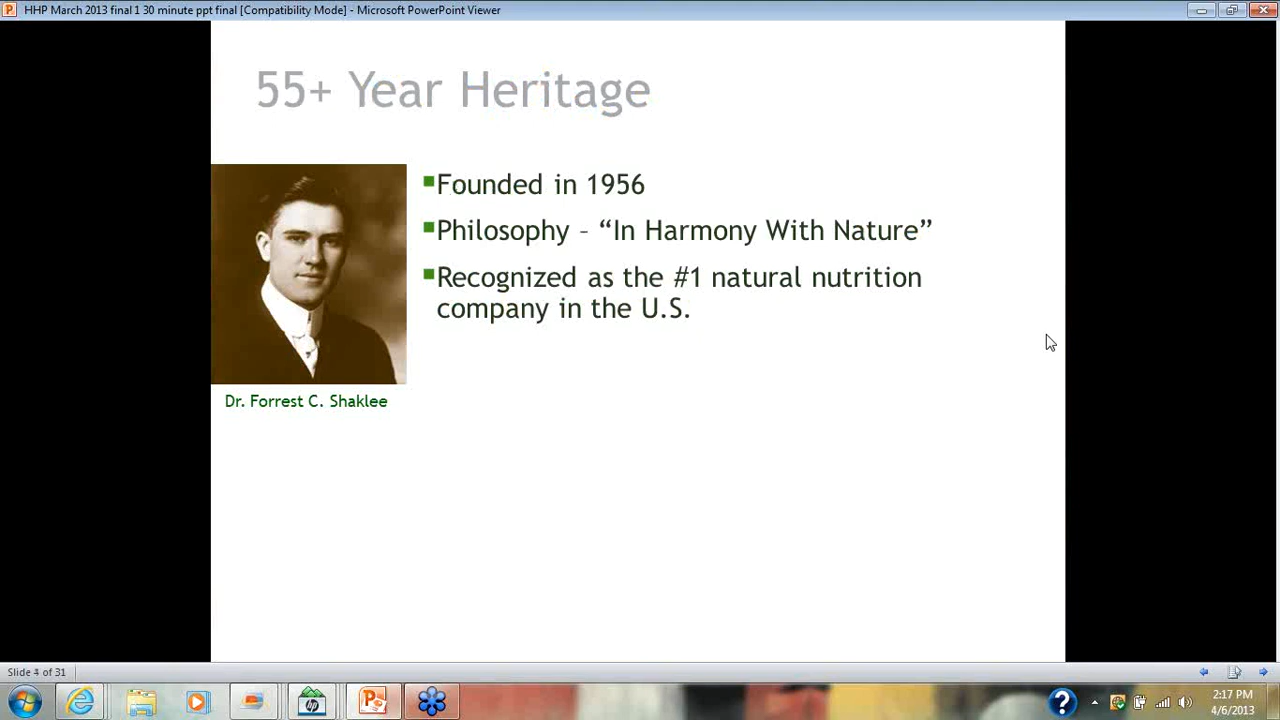 HHP March 2013 final 1 30 minute ppt final [Compatibility Mode] - Microsoft PowerPoint Viewer
55+ Year Heritage
Founded in 1956
Philosophy – “In Harmony With Nature”
Recognized as the #1 natural nutrition
company in the U.S.
Dr. Forrest C. Shaklee
Slide 4 of 31
2:17 PM
4/6/2013